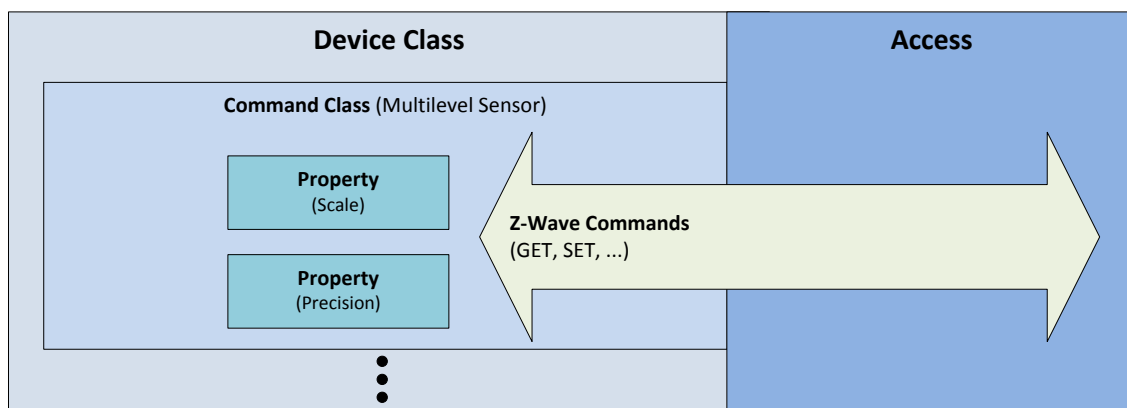 Device Class
Access
Command Class (Multilevel Sensor)
Property
(Scale)
Z-Wave Commands
(GET, SET, ...)
Property
(Precision)